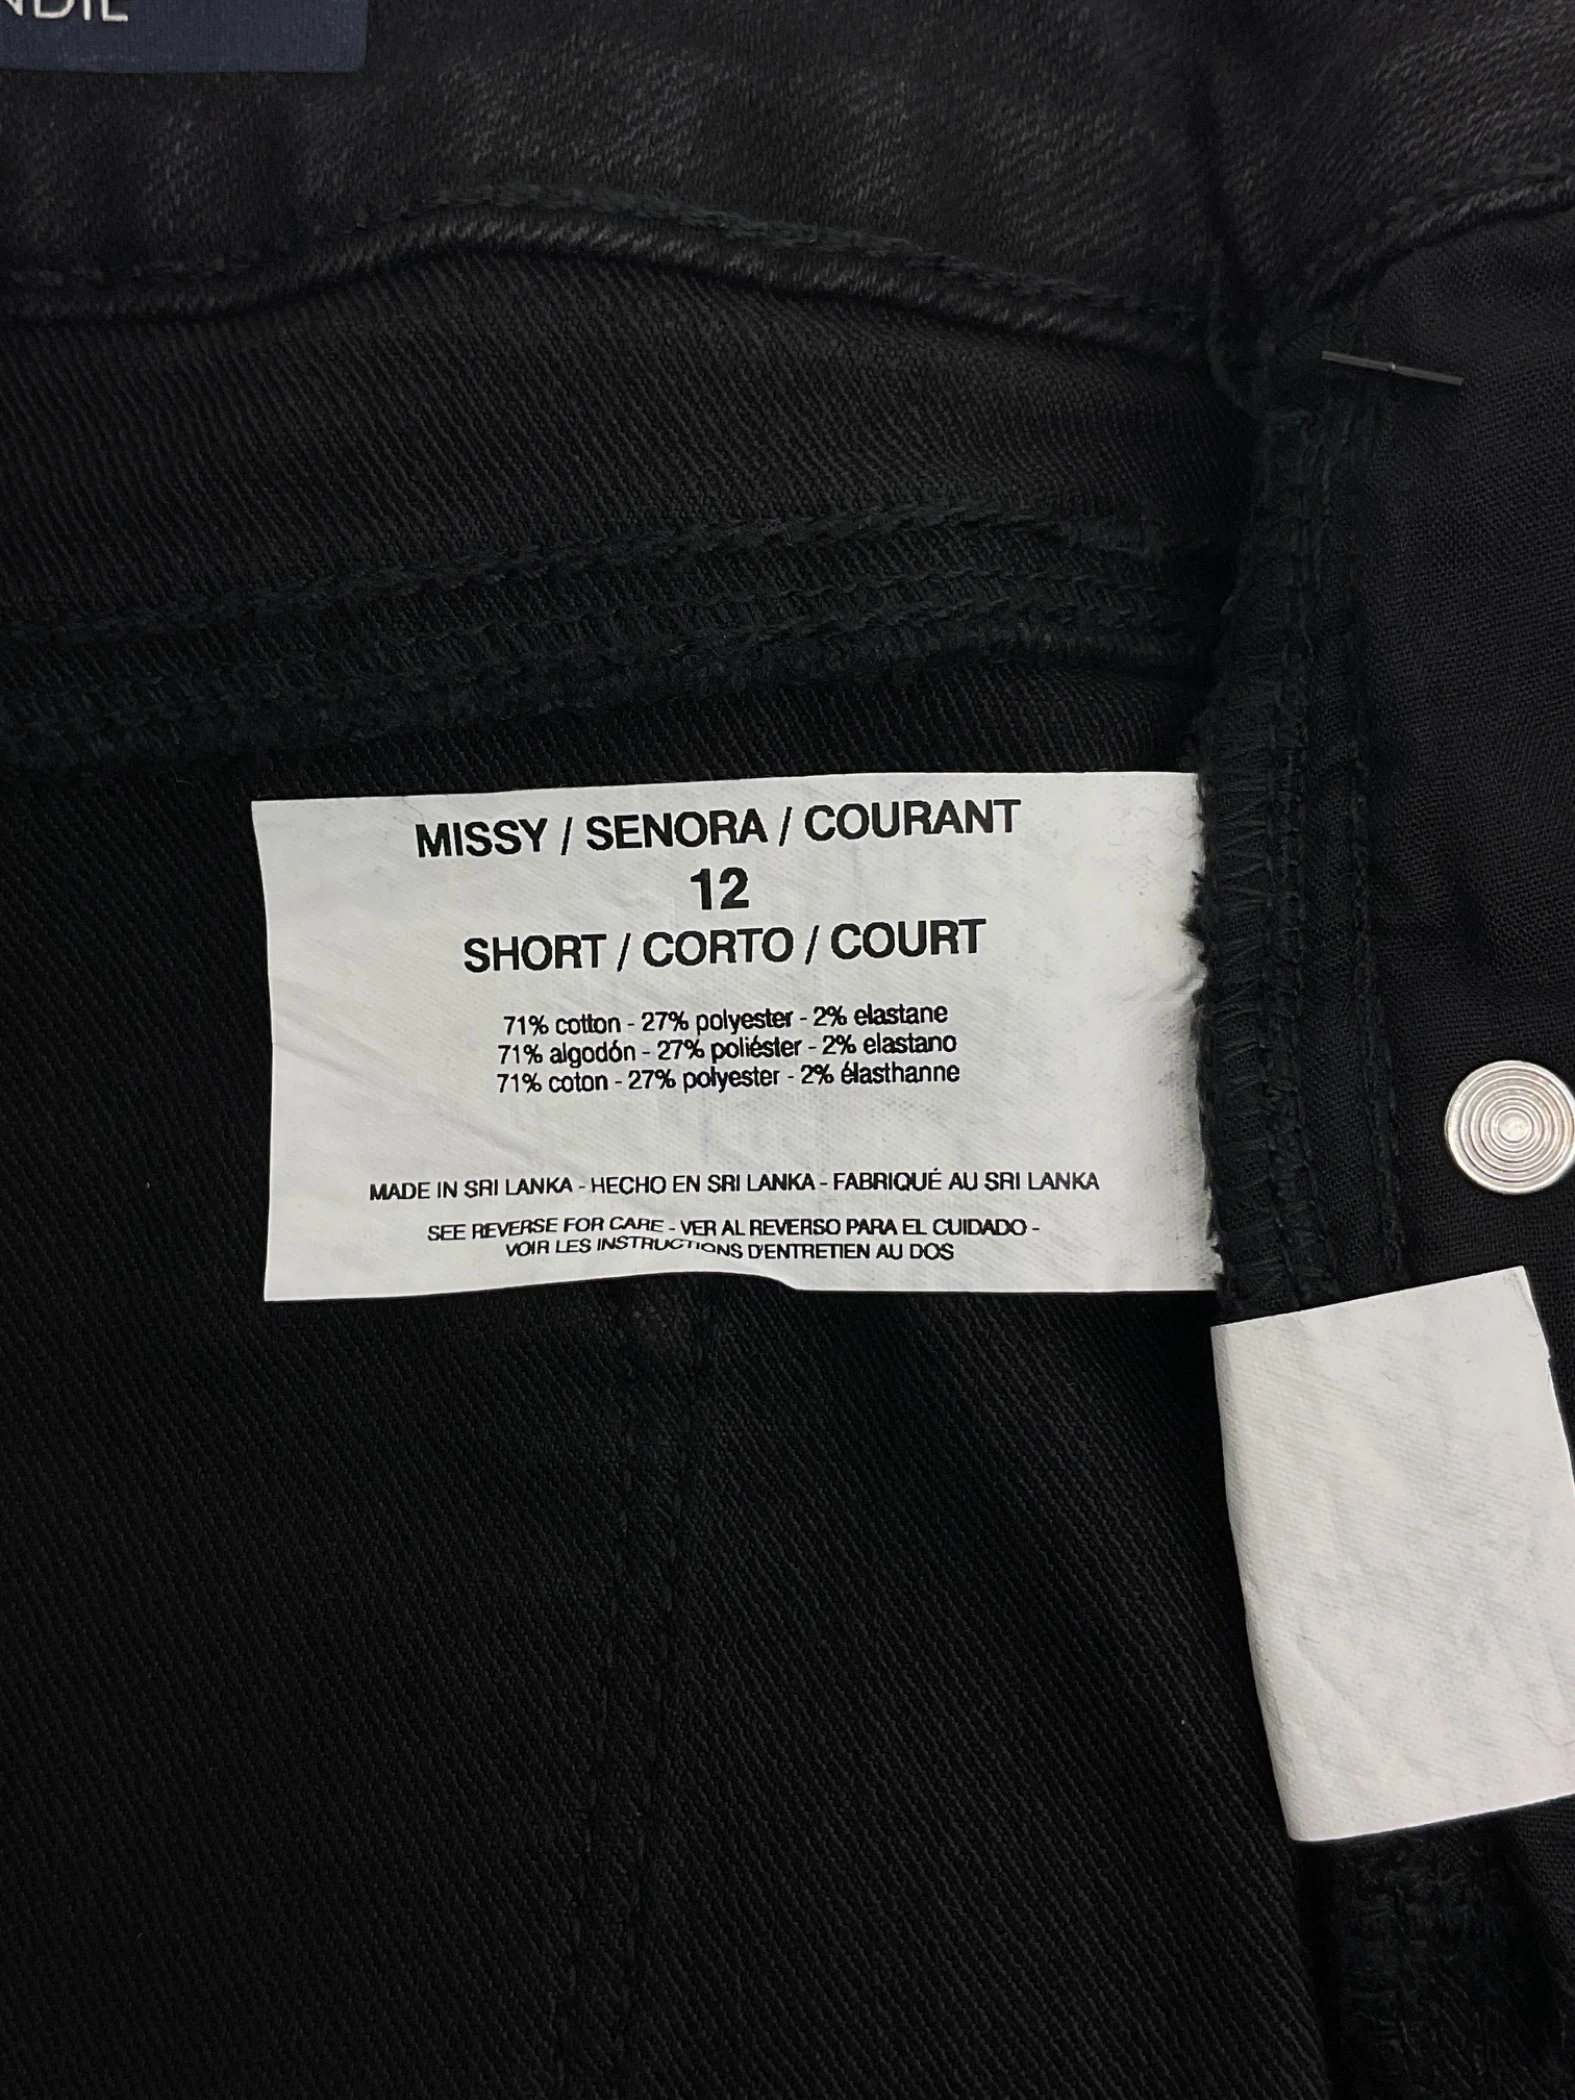 MISSY / SENORA / COURANT
12
SHORT / CORTO / COURT
71% cotton - 27% polyester - 2% elastane
71% algodón - 27% poliéster - 2% elastano
71% coton - 27% polyester - 2% élasthanne
MADE IN SRI LANKA - HECHO EN SRI LANKA - FABRIQUÉ AU SRI LANKA
SEE REVERSE FOR CARE - VER AL REVERSO PARA EL CUIDADO -
VOIR LES INSTRUCTIONS D'ENTRETIEN AU DOS